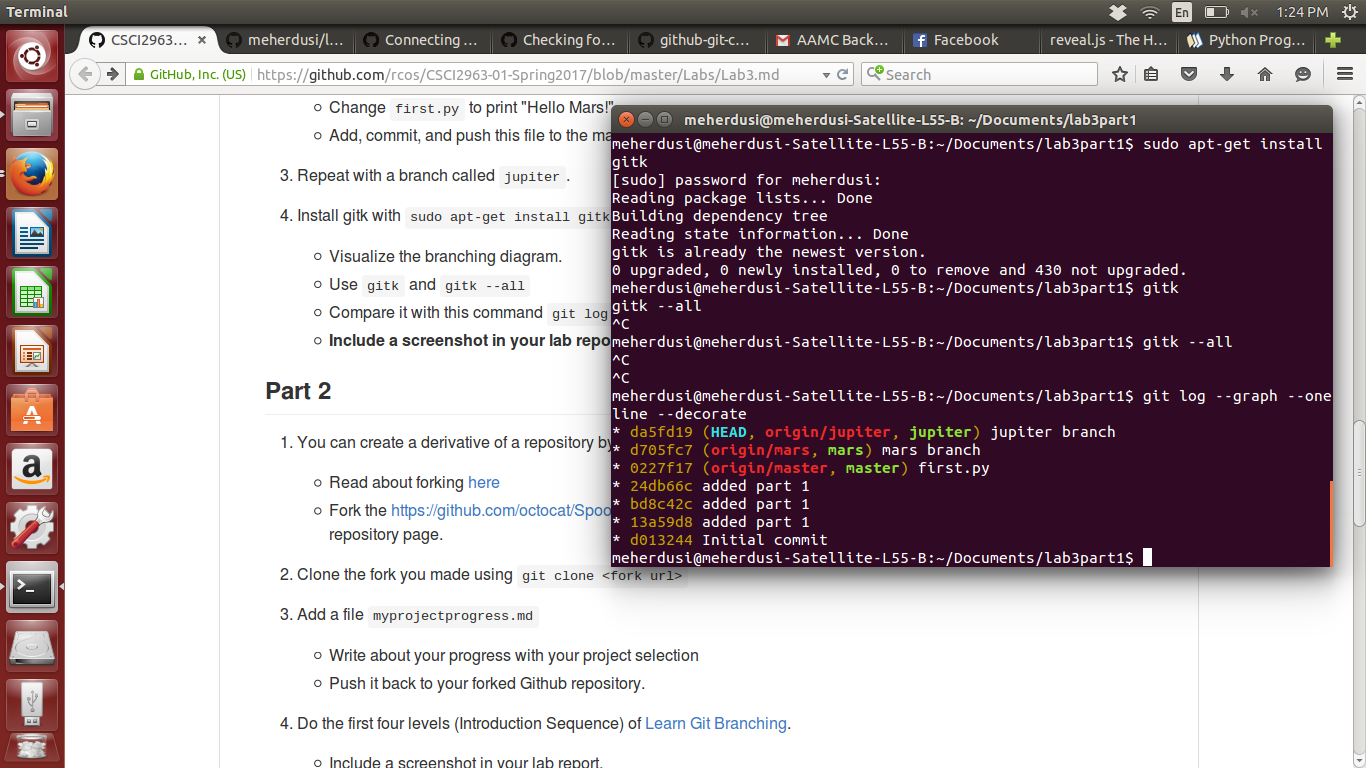 Terminal
En
1:24 PM
CSCI2963...
meherdusi/l...
Connecting ...
Checking fo...
github-git-c...
AAMC Back...
Facebook
reveal.js - The H...
Python Prog...
GitHub, Inc. (US)
https://github.com/rcos/CSCI2963-01-Spring2017/blob/master/Labs/Lab3.md
Search
Change first.py to print "Hello Mars!"
Add, commit, and push this file to the ma
3. Repeat with a branch called jupiter.
4. Install gitk with sudo apt-get install gitk
Visualize the branching diagram.
Use gitk and gitk --all
Compare it with this command git log
Include a screenshot in your lab repo
Part 2
1. You can create a derivative of a repository by
Read about forking here
Fork the https://github.com/octocat/Spoo
repository page.
2. Clone the fork you made using git clone <fork url>
3. Add a file myprojectprogress.md
Write about your progress with your project selection
Push it back to your forked Github repository.
4. Do the first four levels (Introduction Sequence) of Learn Git Branching.
Include a screenshot in your lab report.
meherdusi@meherdusi-Satellite-L55-B: ~/Documents/lab3part1
meherdusi@meherdusi-Satellite-L55-B:~/Documents/lab3part1$ sudo apt-get install
gitk
[sudo] password for meherdusi:
Reading package lists... Done
Building dependency tree
Reading state information... Done
gitk is already the newest version.
0 upgraded, 0 newly installed, 0 to remove and 430 not upgraded.
meherdusi@meherdusi-Satellite-L55-B:~/Documents/lab3part1$ gitk
gitk --all
^C
meherdusi@meherdusi-Satellite-L55-B:~/Documents/lab3part1$ gitk --all
^C
^C
meherdusi@meherdusi-Satellite-L55-B:~/Documents/lab3part1$ git log --graph --one
line --decorate
* da5fd19 (HEAD, origin/jupiter, jupiter) jupiter branch
* d705fc7 (origin/mars, mars) mars branch
* 0227f17 (origin/master, master) first.py
* 24db66c added part 1
* bd8c42c added part 1
* 13a59d8 added part 1
* d013244 Initial commit
meherdusi@meherdusi-Satellite-L55-B:~/Documents/lab3part1$